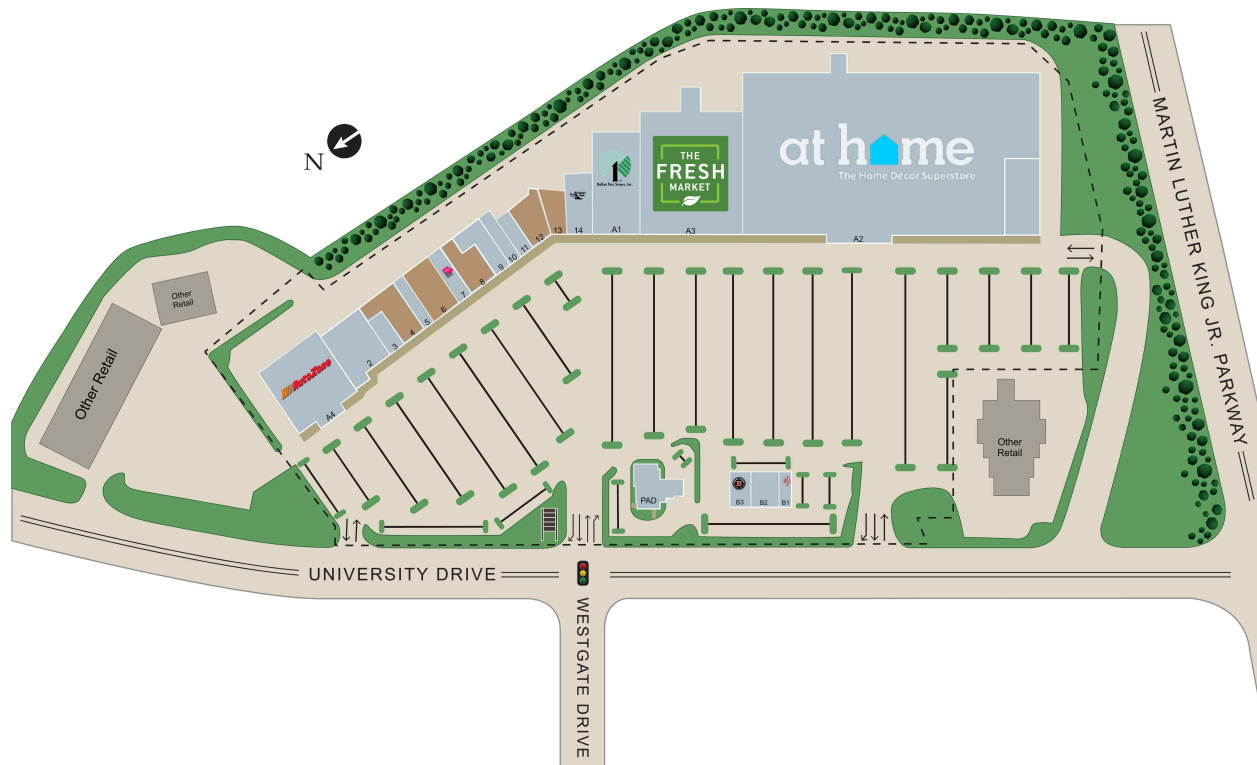 N
MARTIN LUTHER KING JR. PARKWAY
at home
The Home Décor Superstore
THE
FRESH
MARKET
1
Dollar Tree Stores, Inc.
14
A1
A3
A2
13
12
11
10
9
8
7
6
5
4
3
2
AutoZone
A4
Other
Retail
Other Retail
Other
Retail
PAD
B3
B2
B1
UNIVERSITY DRIVE
WESTGATE DRIVE